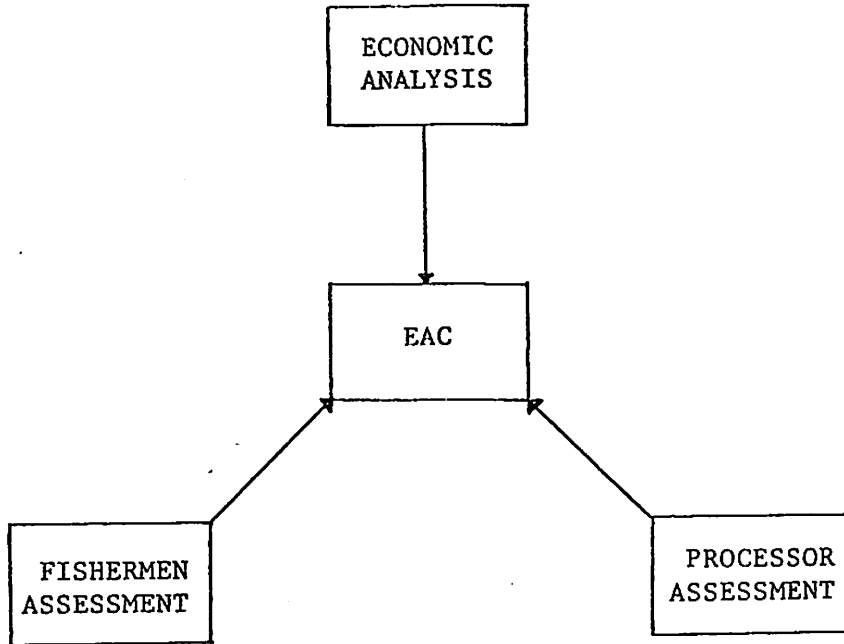 ECONOMIC
ANALYSIS
EAC
FISHERMEN
ASSESSMENT
PROCESSOR
ASSESSMENT